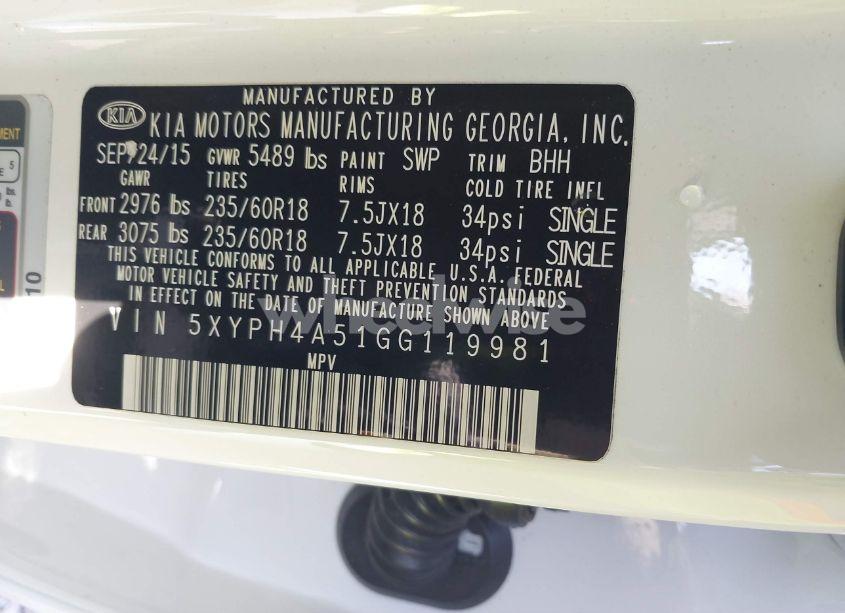 MANUFACTURED BY
KIA KIA MOTORS MANUFACTURING GEORGIA, INC.
SEP/24/15 GVWR 5489 lbs PAINT SWP TRIM BHH
GAWR TIRES RIMS COLD TIRE INFL
FRONT 2976 lbs 235/60R18 7.5JX18 34psi SINGLE
REAR 3075 lbs 235/60R18 7.5JX18 34psi SINGLE
THIS VEHICLE CONFORMS TO ALL APPLICABLE U.S.A. FEDERAL
MOTOR VEHICLE SAFETY AND THEFT PREVENTION STANDARDS
IN EFFECT ON THE DATE OF MANUFACTURE SHOWN ABOVE
VIN 5XYPH4A51GG119981
MPV
10